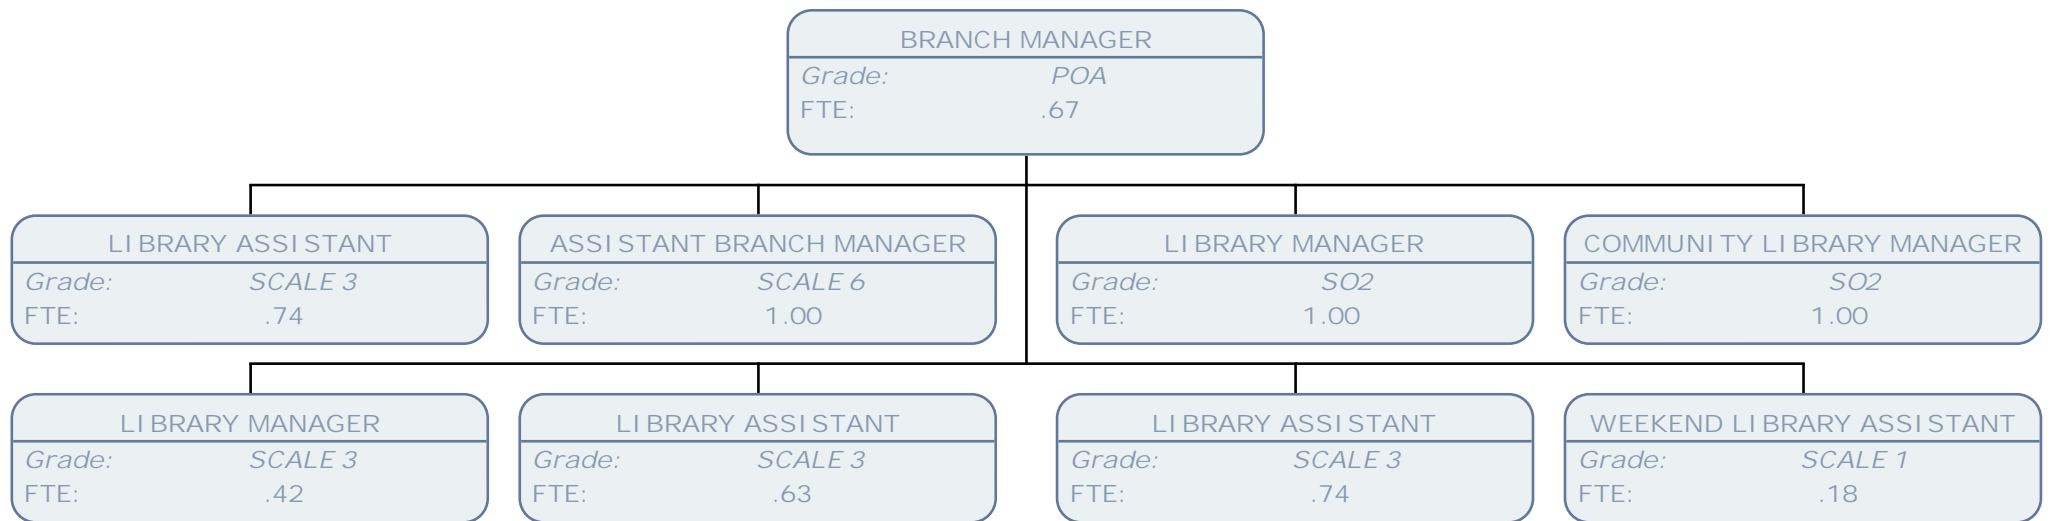 BRANCH MANAGER
Grade: POA
FTE: .67
LIBRARY ASSISTANT
Grade: SCALE 3
FTE: .74
ASSISTANT BRANCH MANAGER
Grade: SCALE 6
FTE: 1.00
LIBRARY MANAGER
Grade: SO2
FTE: 1.00
COMMUNITY LIBRARY MANAGER
Grade: SO2
FTE: 1.00
LIBRARY MANAGER
Grade: SCALE 3
FTE: .42
LIBRARY ASSISTANT
Grade: SCALE 3
FTE: .63
LIBRARY ASSISTANT
Grade: SCALE 3
FTE: .74
WEEKEND LIBRARY ASSISTANT
Grade: SCALE 1
FTE: .18